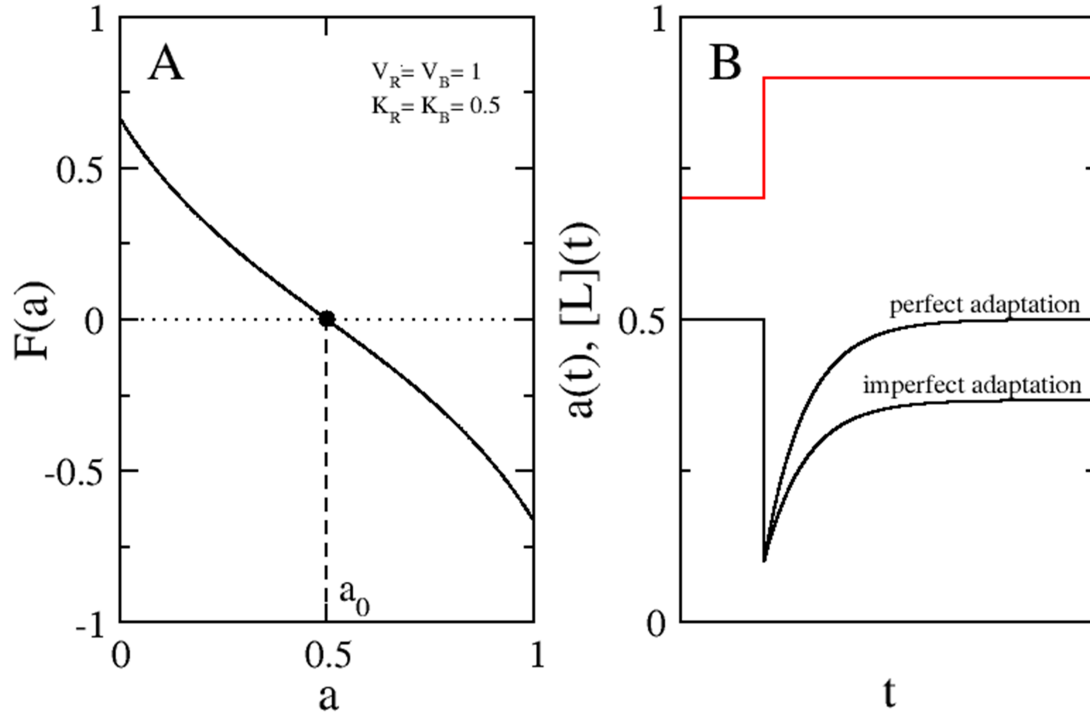 A
V_R= V_B= 1
K_R= K_B= 0.5
1
0.5
0
-0.5
-1
F(a)
a_0
0
0.5
1
a
B
1
0.5
0
a(t), [L](t)
perfect adaptation
imperfect adaptation
t